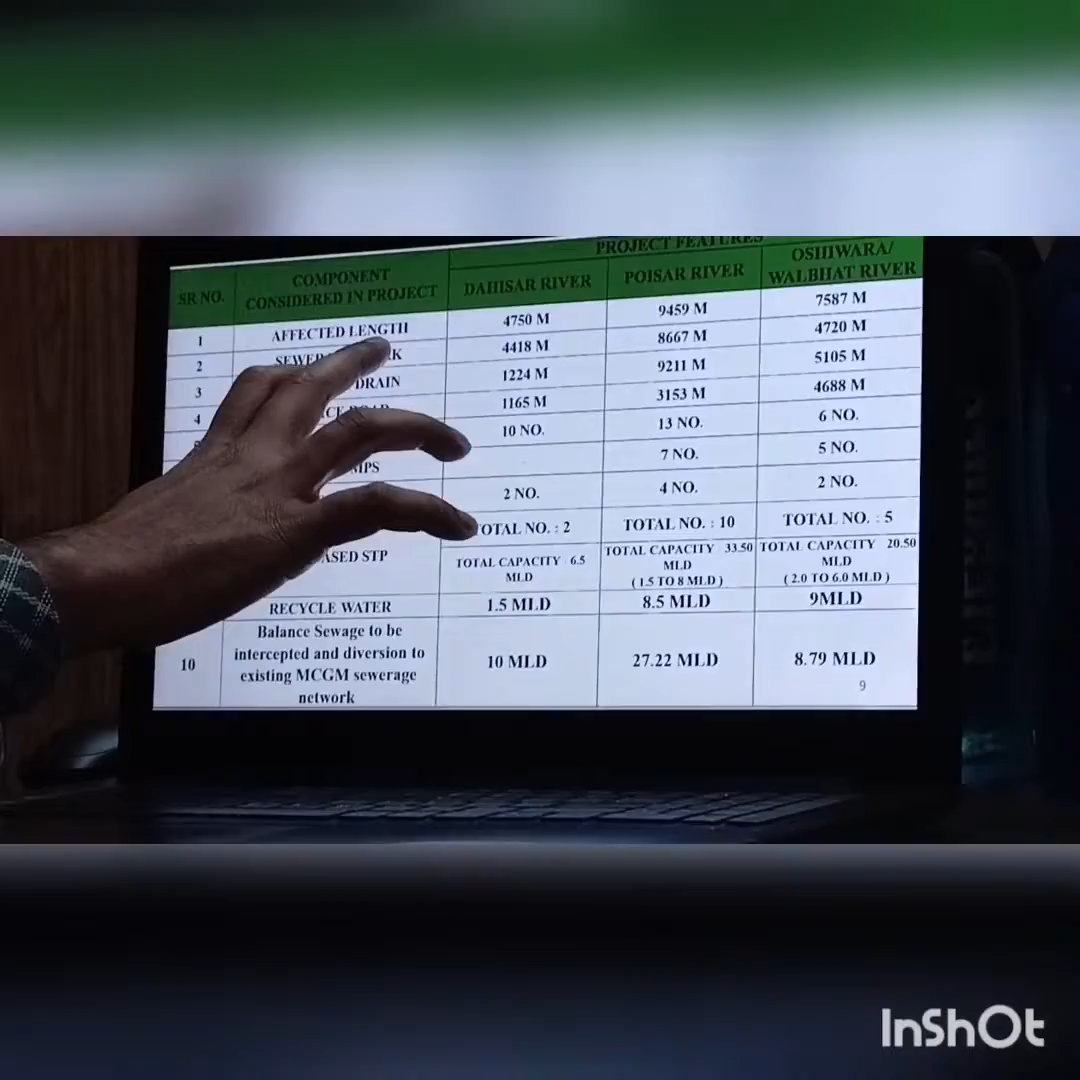 PROJECT FEATURES
SR NO.
COMPONENT
CONSIDERED IN PROJECT
DAHISAR RIVER
POISAR RIVER
OSHIWARA/
WALBHAT RIVER
1
AFFECTED LENGTH
4750 M
9459 M
7587 M
2
4418 M
8667 M
4720 M
3
DRAIN
1224 M
9211 M
5105 M
4
1165 M
3153 M
4688 M
10 NO.
13 NO.
6 NO.
7 NO.
5 NO.
2 NO.
4 NO.
2 NO.
STP
TOTAL NO. : 2
TOTAL NO. : 10
TOTAL NO. : 5
TOTAL CAPACITY 6.5
MLD
TOTAL CAPACITY 33.50
MLD
( 1.5 TO 8 MLD )
TOTAL CAPACITY 20.50
MLD
( 2.0 TO 6.0 MLD )
RECYCLE WATER
1.5 MLD
8.5 MLD
9MLD
10
Balance Sewage to be
intercepted and diversion to
existing MCGM sewerage
network
10 MLD
27.22 MLD
8.79 MLD
9
InShOt